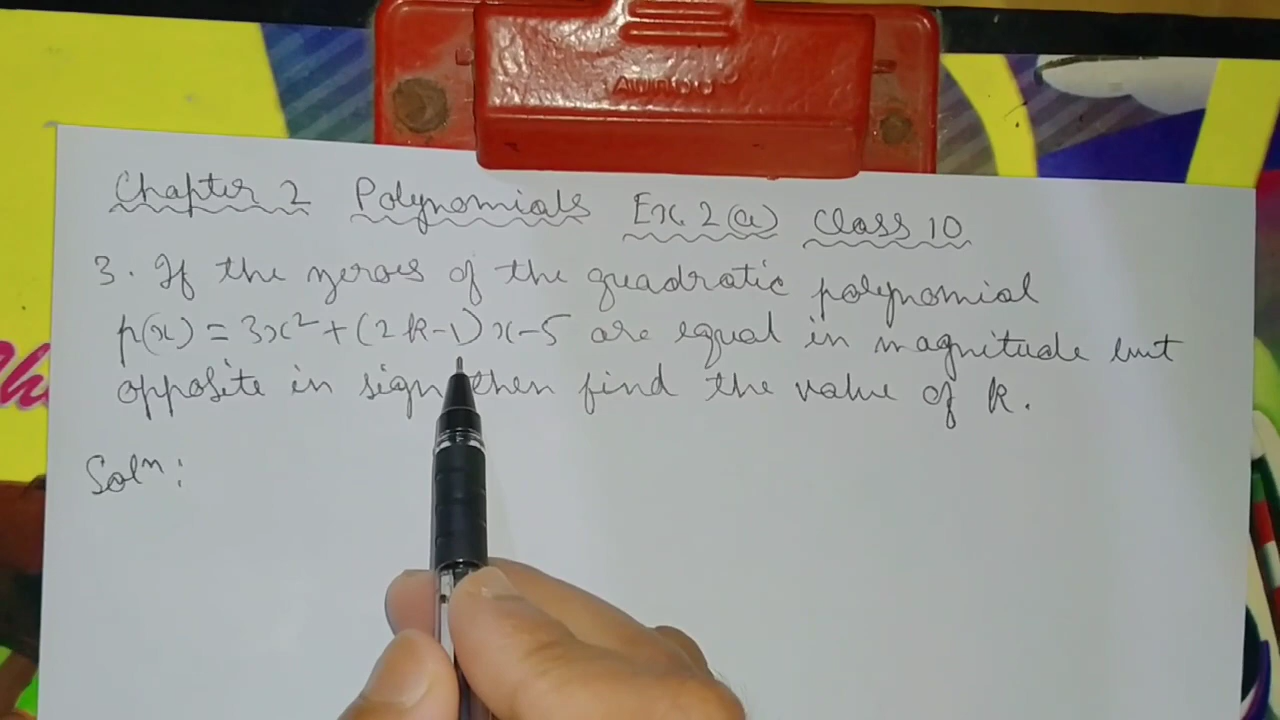 Chapter 2 Polynomials Ex 2(a) Class 10
3. If the zeroes of the quadratic polynomial
p(x) = 3x² + (2k-1)x-5 are equal in magnitude but
opposite in sign then find the value of k.
Solⁿ: